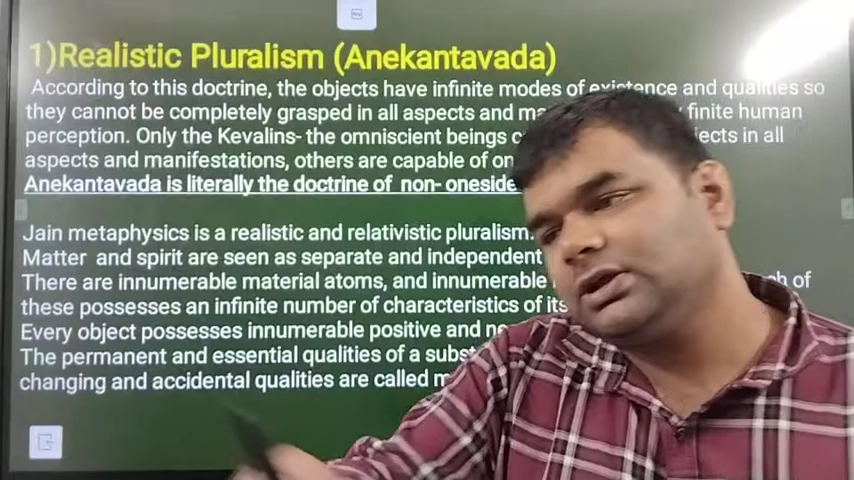 1)Realistic Pluralism (Anekantavada)
According to this doctrine, the objects have infinite modes of existence and qualities so
they cannot be completely grasped in all aspects and finite human
perception. Only the Kevalins- the omniscient beings in all
aspects and manifestations, others are capable of
Anekantavada is literally the doctrine of non- oneside
Jain metaphysics is a realistic and relativistic pluralism.
Matter and spirit are seen as separate and independent
There are innumerable material atoms, and innumerable of
these possesses an infinite number of characteristics of its
Every object possesses innumerable positive and
The permanent and essential qualities of a
changing and accidental qualities are called